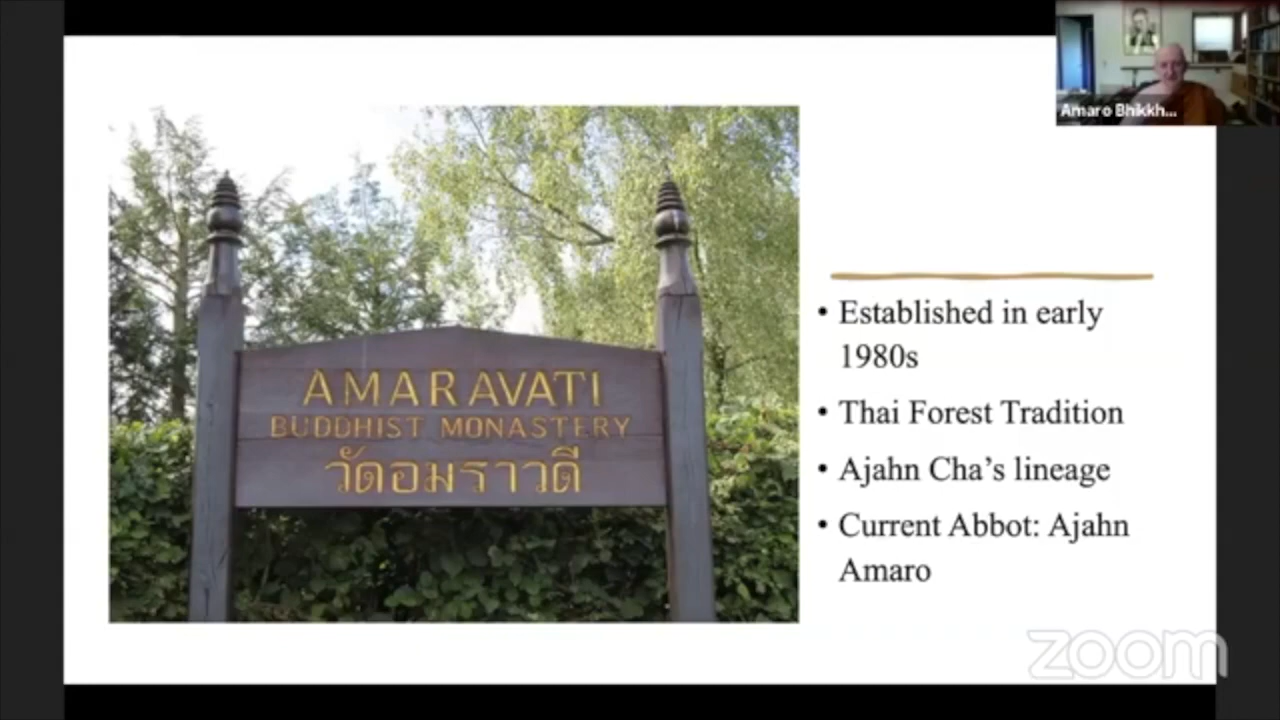 Amaro Bhikkh...
AMARAVATI
BUDDHIST MONASTERY
วัดอมราวดี
• Established in early
1980s
• Thai Forest Tradition
• Ajahn Cha’s lineage
• Current Abbot: Ajahn
Amaro
zoom